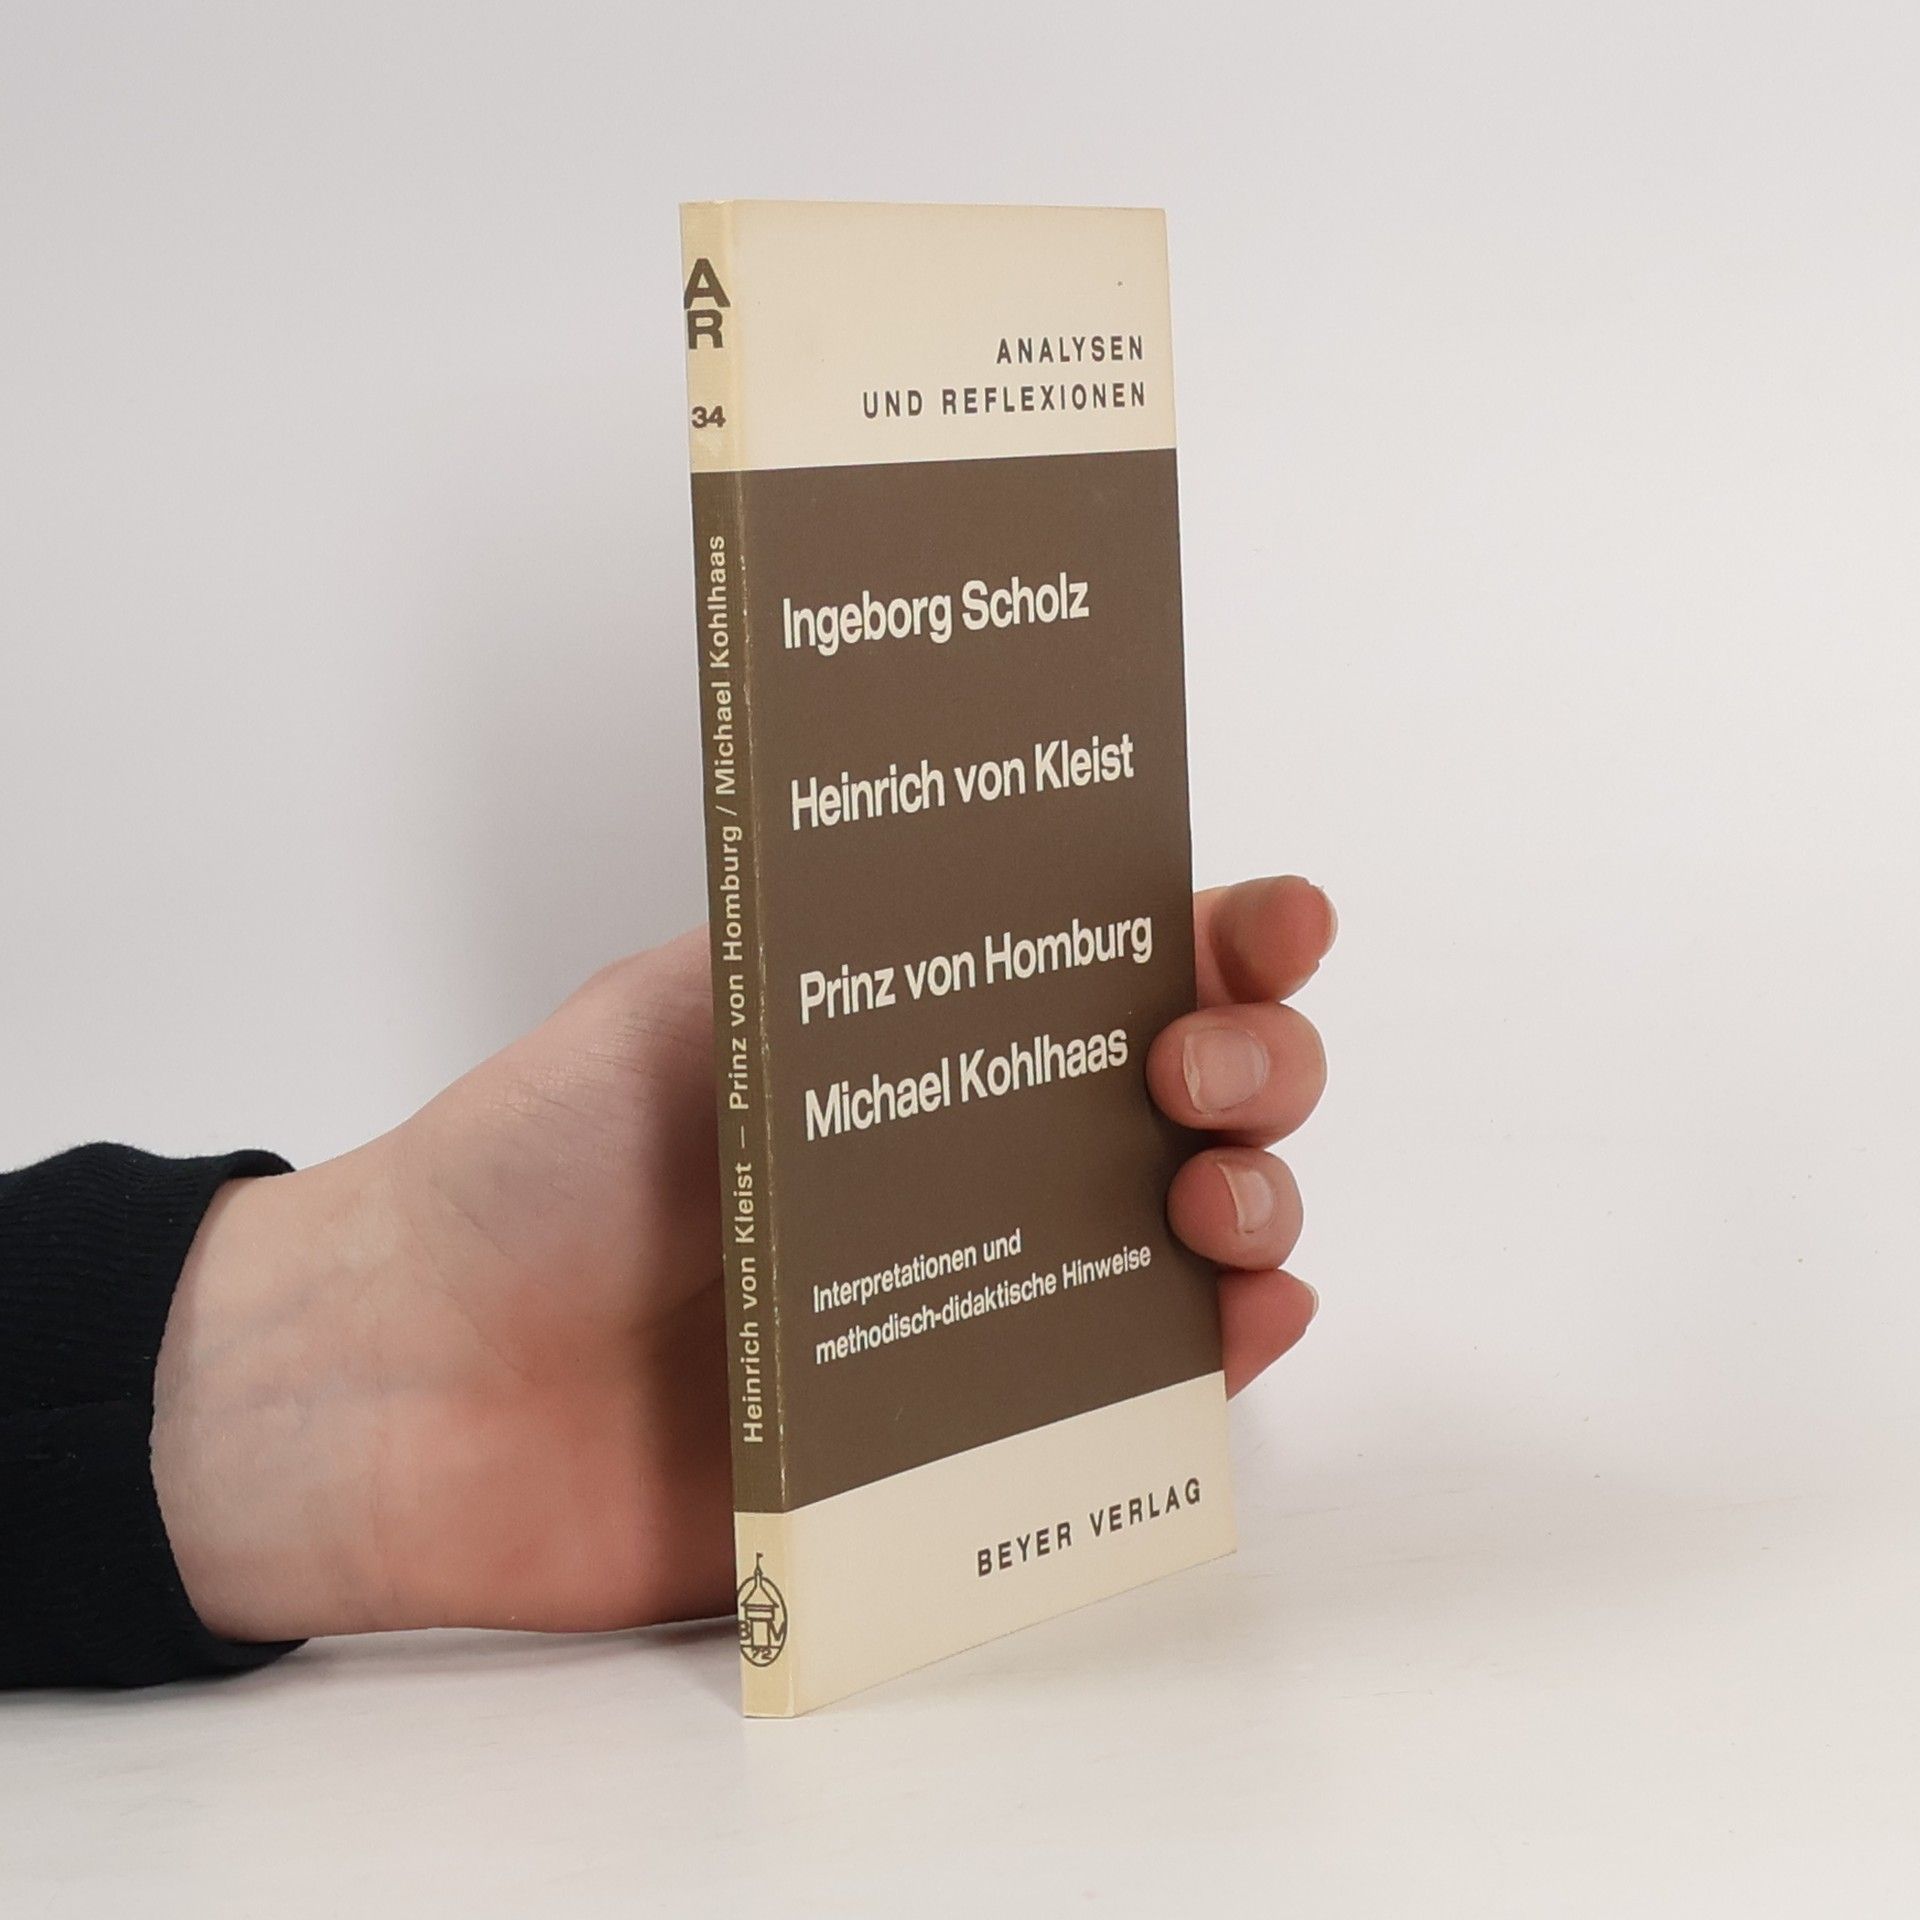 A
R
34
Heinrich von Kleist – Prinz von Homburg / Michael Kohlhaas
B M
72
ANALYSEN
UND REFLEXIONEN
Ingeborg Scholz
Heinrich von Kleist
Prinz von Homburg
Michael Kohlhaas
Interpretationen und
methodisch-didaktische Hinweise
BEYER VERLAG